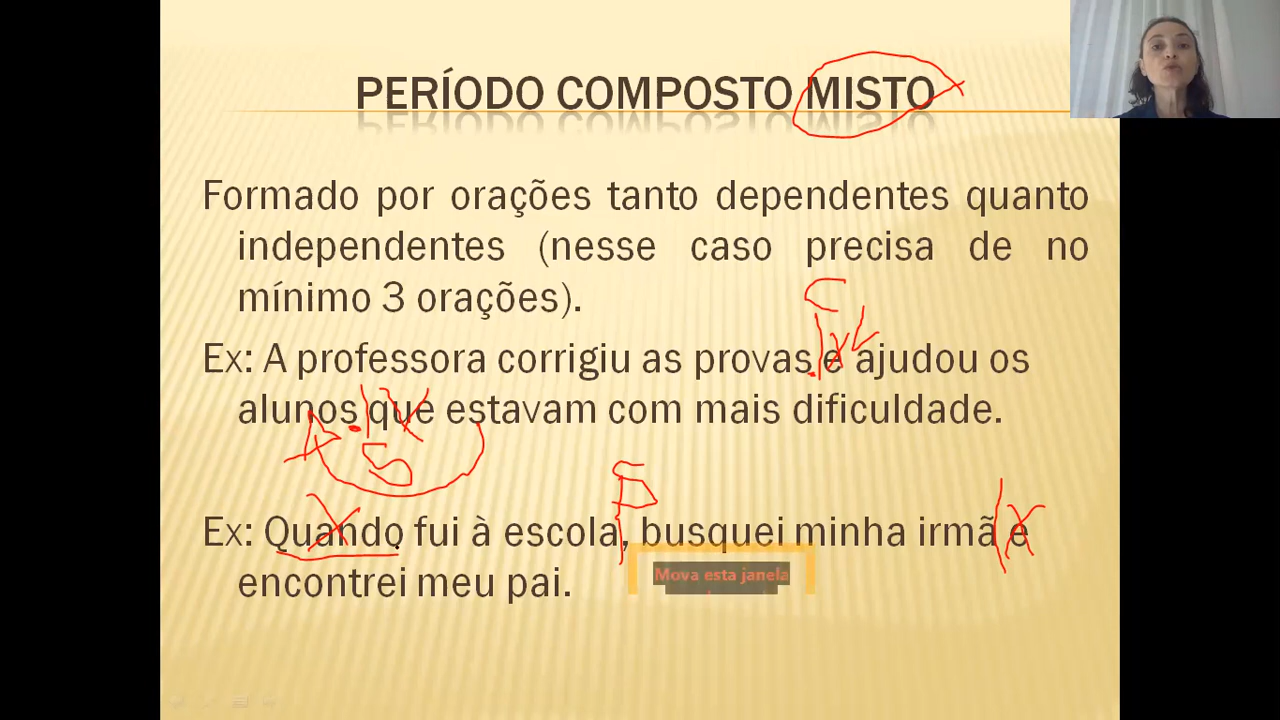 PERÍODO COMPOSTO MISTO
Formado por orações tanto dependentes quanto
independentes (nesse caso precisa de no
mínimo 3 orações).
Ex: A professora corrigiu as provas e ajudou os
alunos que estavam com mais dificuldade.
Ex: Quando fui à escola, busquei minha irmã e
encontrei meu pai.
Mova esta janela